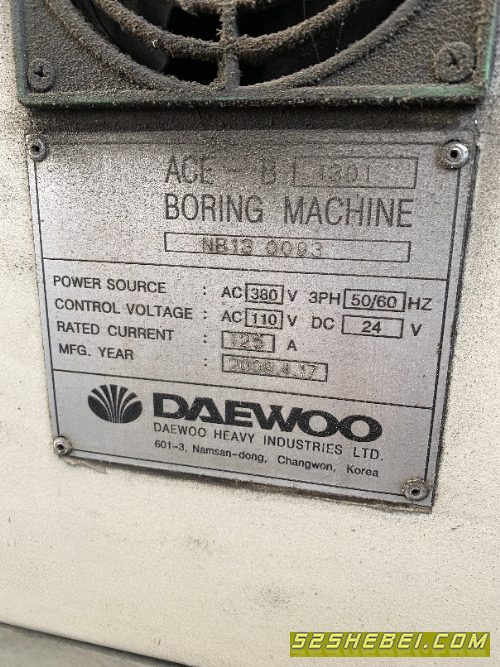 ACE - B 1301
BORING MACHINE
NB13 0093
POWER SOURCE : AC 380 V 3PH 50/60 HZ
CONTROL VOLTAGE : AC 110 V DC 24 V
RATED CURRENT : 125 A
MFG. YEAR : 2008.4.17
DAEWOO
DAEWOO HEAVY INDUSTRIES LTD.
601-3, Namsan-dong, Changwon, Korea
52SHEBEI.COM